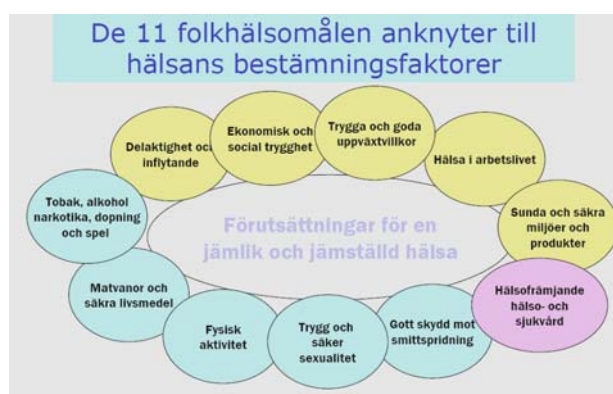 De 11 folkhälsomålen anknyter till
hälsans bestämningsfaktorer
Delaktighet och
inflytande
Ekonomisk och
social trygghet
Trygga och goda
uppväxtvillkor
Hälsa i arbetslivet
Sunda och säkra
miljöer och
produkter
Hälsofrämjande
hälso- och
sjukvård
Gott skydd mot
smittspridning
Trygg och
säker
sexualitet
Fysisk
aktivitet
Matvanor och
säkra livsmedel
Tobak, alkohol
narkotika, dopning
och spel
Förutsättningar för en
jämlik och jämställd hälsa